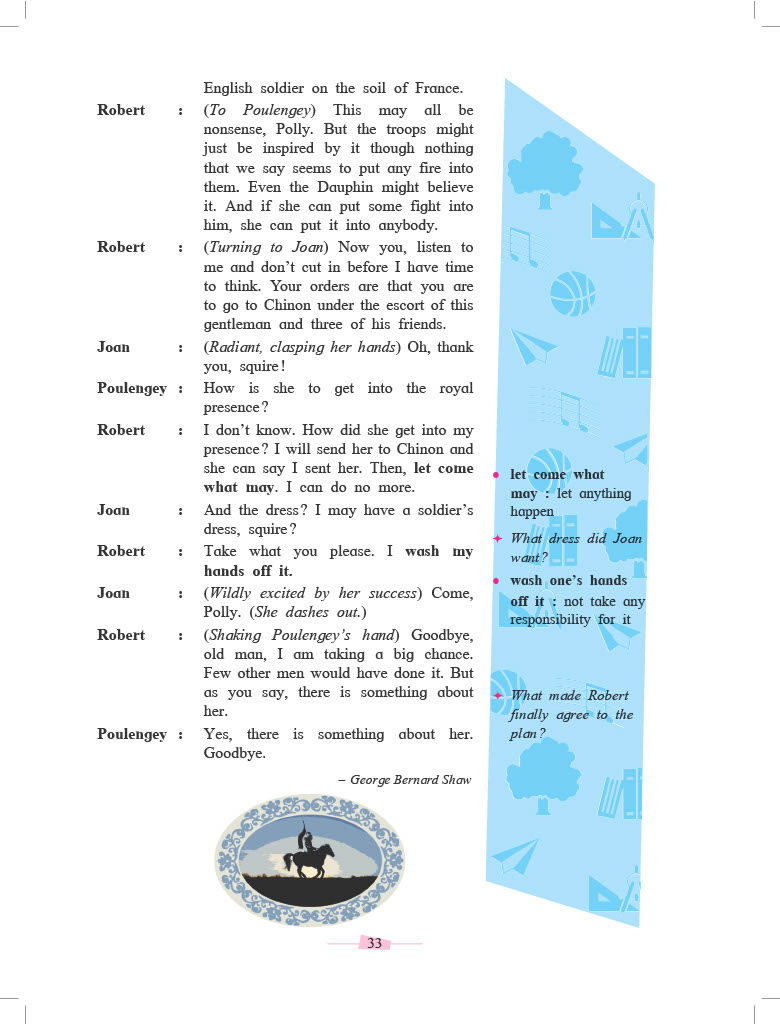 English soldier on the soil of France.
Robert : (To Poulengey) This may all be
nonsense, Polly. But the troops might
just be inspired by it though nothing
that we say seems to put any fire into
them. Even the Dauphin might believe
it. And if she can put some fight into
him, she can put it into anybody.
Robert : (Turning to Joan) Now you, listen to
me and don't cut in before I have time
to think. Your orders are that you are
to go to Chinon under the escort of this
gentleman and three of his friends.
Joan : (Radiant, clasping her hands) Oh, thank
you, squire!
Poulengey : How is she to get into the royal
presence?
Robert : I don't know. How did she get into my
presence? I will send her to Chinon and
she can say I sent her. Then, let come
what may. I can do no more.
Joan : And the dress? I may have a soldier's
dress, squire?
Robert : Take what you please. I wash my
hands off it.
Joan : (Wildly excited by her success) Come,
Polly. (She dashes out.)
Robert : (Shaking Poulengey's hand) Goodbye,
old man, I am taking a big chance.
Few other men would have done it. But
as you say, there is something about
her.
Poulengey : Yes, there is something about her.
Goodbye.
– George Bernard Shaw
• let come what
may : let anything
happen
✦ What dress did Joan
want?
• wash one's hands
off it : not take any
responsibility for it
✦ What made Robert
finally agree to the
plan?
33